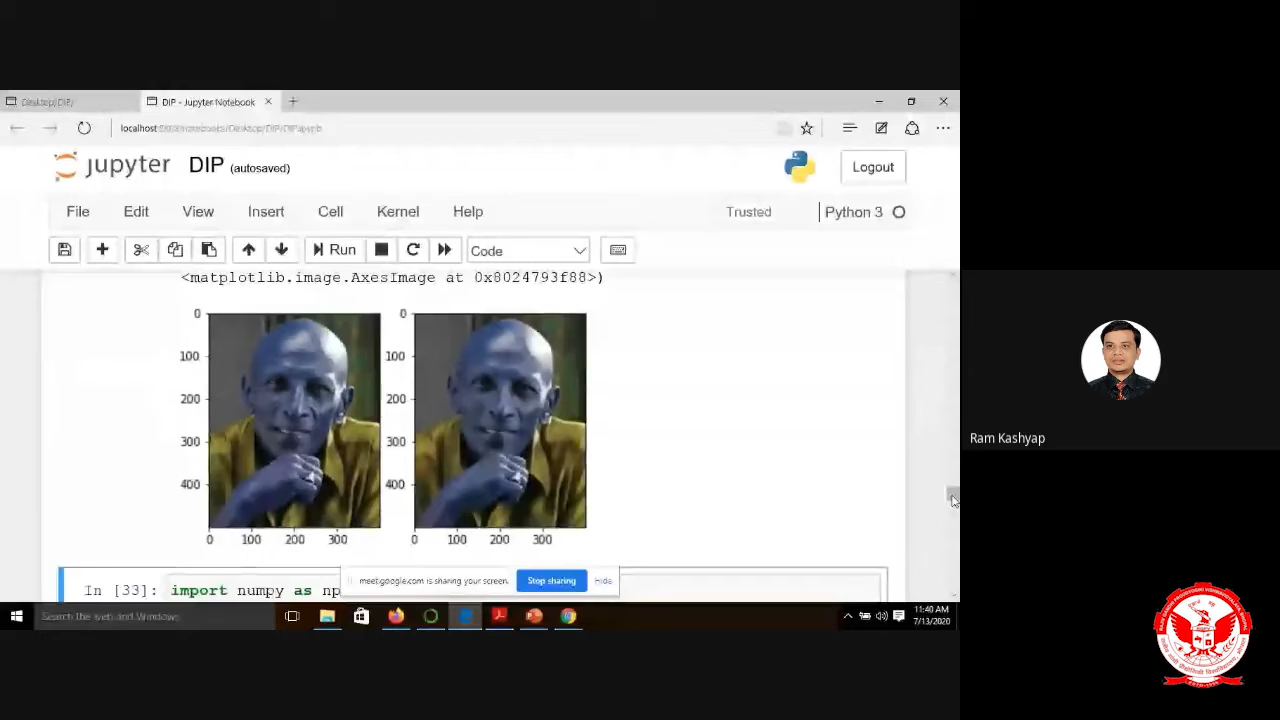 Desktop/DIP/
DIP - Jupyter Notebook
jupyter DIP (autosaved)
Logout
File Edit View Insert Cell Kernel Help
Trusted Python 3
Run
Code
<matplotlib.image.AxesImage at 0x8024793f88>)
0 0
100 100
200 200
300 300
400 400
0 100 200 300 0 100 200 300
In [33]: import numpy as np
meet.google.com is sharing your screen.
Stop sharing
Hide
Search the web and Windows
11:40 AM
7/13/2020
Ram Kashyap